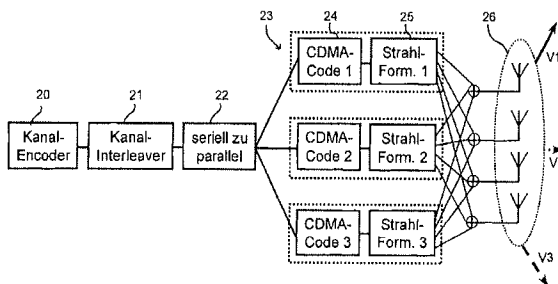 23
24
25
26
CDMA-
Code 1
Strahl-
Form. 1
V1
20
21
22
Kanal-
Encoder
Kanal-
Interleaver
seriell zu
parallel
CDMA-
Code 2
Strahl-
Form. 2
V
CDMA-
Code 3
Strahl-
Form. 3
V3